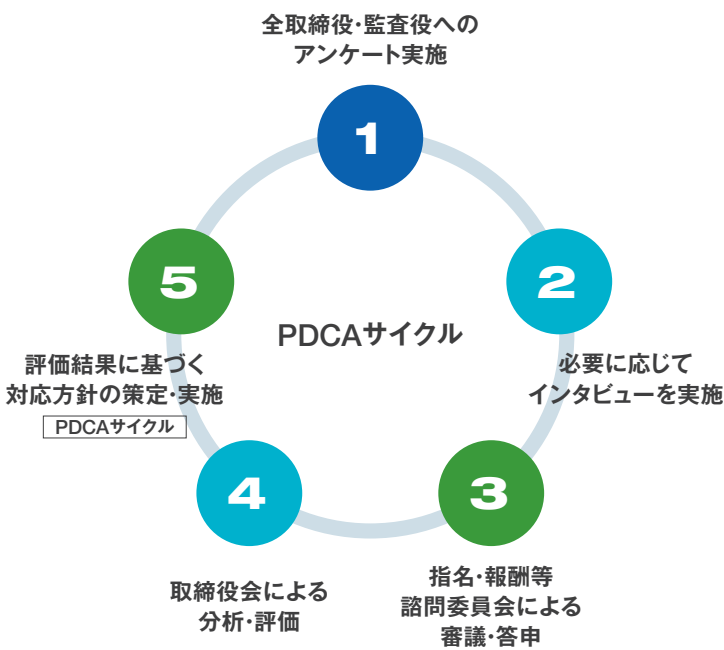 全取締役・監査役への
アンケート実施
1
2
必要に応じて
インタビューを実施
3
指名・報酬等
諮問委員会による
審議・答申
4
取締役会による
分析・評価
5
評価結果に基づく
対応方針の策定・実施
PDCAサイクル
PDCAサイクル